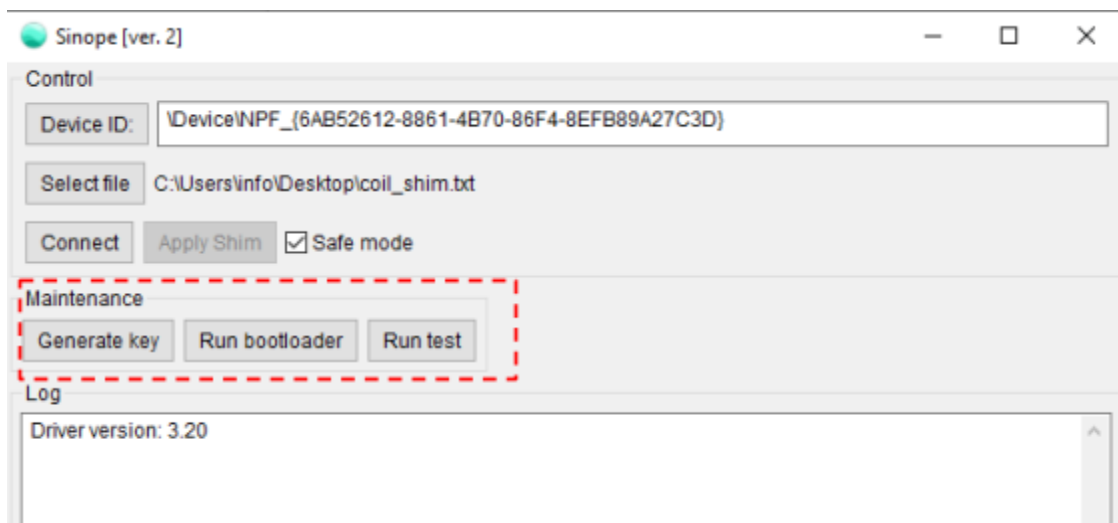 Sinope [ver. 2]
Control
Device ID: \Device\NPF_{6AB52612-8861-4B70-86F4-8EFB89A27C3D}
Select file C:\Users\info\Desktop\coil_shim.txt
Connect Apply Shim Safe mode
Maintenance
Generate key Run bootloader Run test
Log
Driver version: 3.20